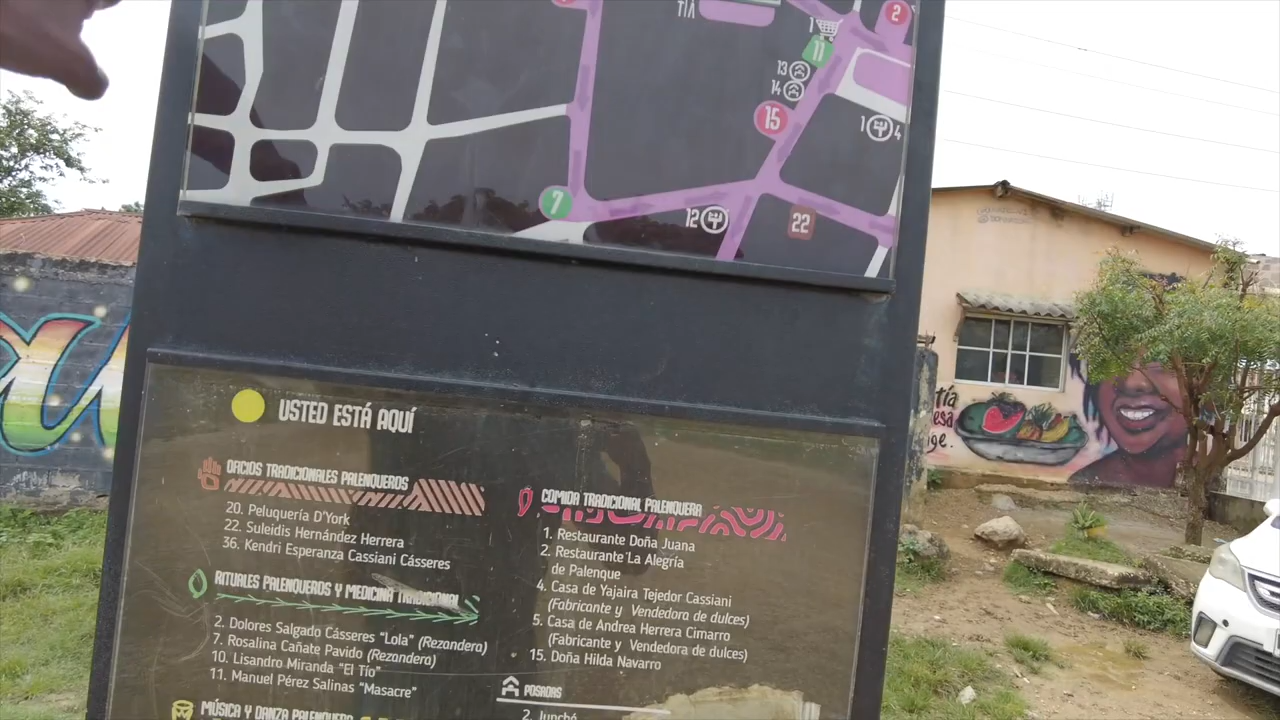 TIÁ
2
1
11
13
14
15
1 4
7
12
22
USTED ESTÁ AQUÍ
OFICIOS TRADICIONALES PALENQUEROS
20. Peluquería D'York
22. Suleidis Hernández Herrera
36. Kendri Esperanza Cassiani Cásseres
RITUALES PALENQUEROS Y MEDICINA TRADICIONAL
2. Dolores Salgado Cásseres "Lola" (Rezandera)
7. Rosalina Cañate Pavido (Rezandera)
10. Lisandro Miranda "El Tío"
11. Manuel Pérez Salinas "Masacre"
MÚSICA Y DANZA PALENQUERA
COMIDA TRADICIONAL PALENQUERA
1. Restaurante Doña Juana
2. Restaurante La Alegría
de Palenque
4. Casa de Yajaira Tejedor Cassiani
(Fabricante y Vendedora de dulces)
5. Casa de Andrea Herrera Cimarro
(Fabricante y Vendedora de dulces)
15. Doña Hilda Navarro
POSADAS
2. Junché
tía
esa
ige.